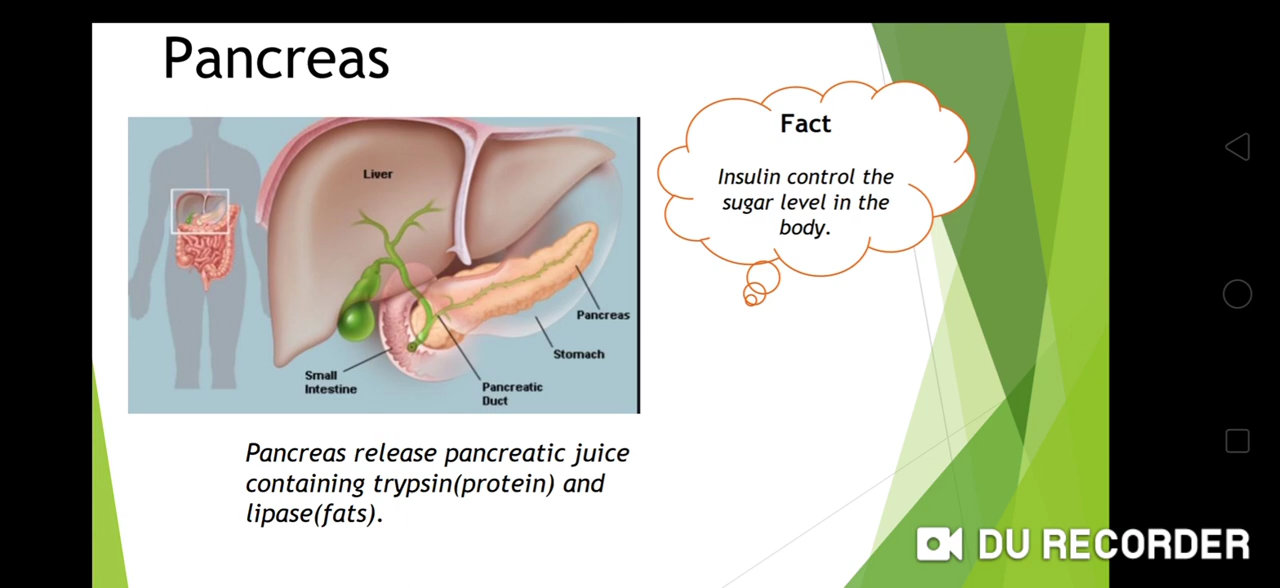 Pancreas
Fact
Insulin control the
sugar level in the
body.
Liver
Pancreas
Stomach
Small
Intestine
Pancreatic
Duct
Pancreas release pancreatic juice
containing trypsin(protein) and
lipase(fats).
DU RECORDER